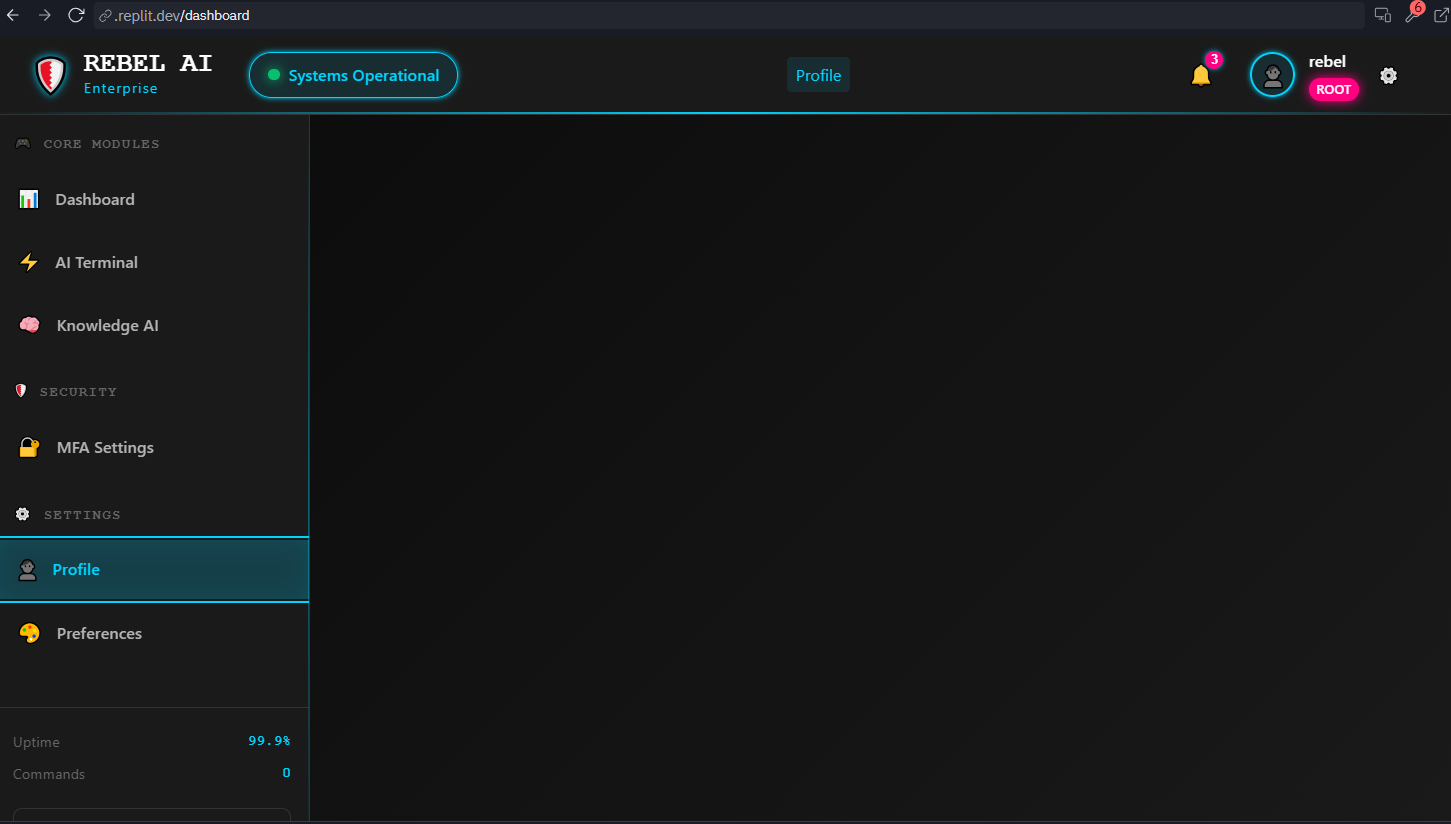 .replit.dev/dashboard
6
REBEL AI
Enterprise
Systems Operational
Profile
3
rebel
ROOT
CORE MODULES
Dashboard
AI Terminal
Knowledge AI
SECURITY
MFA Settings
SETTINGS
Profile
Preferences
Uptime 99.9%
Commands 0